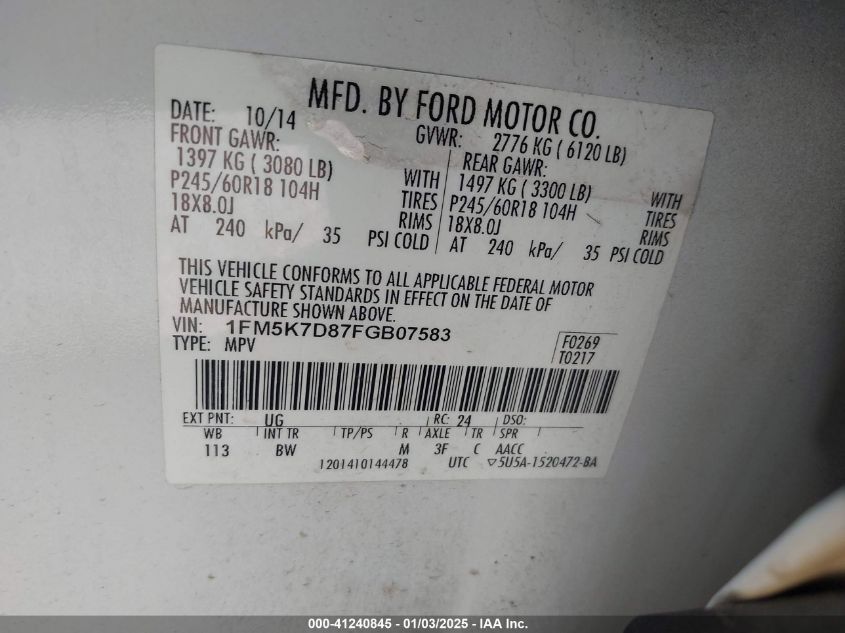 MFD. BY FORD MOTOR CO.
DATE: 10/14 GVWR: 2776 KG ( 6120 LB)
FRONT GAWR: REAR GAWR:
1397 KG ( 3080 LB) WITH 1497 KG ( 3300 LB) WITH
P245/60R18 104H TIRES P245/60R18 104H TIRES
18X8.0J RIMS 18X8.0J RIMS
AT 240 kPa/ 35 PSI COLD AT 240 kPa/ 35 PSI COLD
THIS VEHICLE CONFORMS TO ALL APPLICABLE FEDERAL MOTOR
VEHICLE SAFETY STANDARDS IN EFFECT ON THE DATE OF
MANUFACTURE SHOWN ABOVE.
VIN: 1FM5K7D87FGB07583 F0269
TYPE: MPV T0217
EXT PNT: UG RC: 24 DSO:
WB INT TR TP/PS R AXLE TR SPR
113 BW M 3F C AACC
1201410144478 UTC ▽5U5A-1520472-BA
000-41240845 - 01/03/2025 - IAA, Inc.